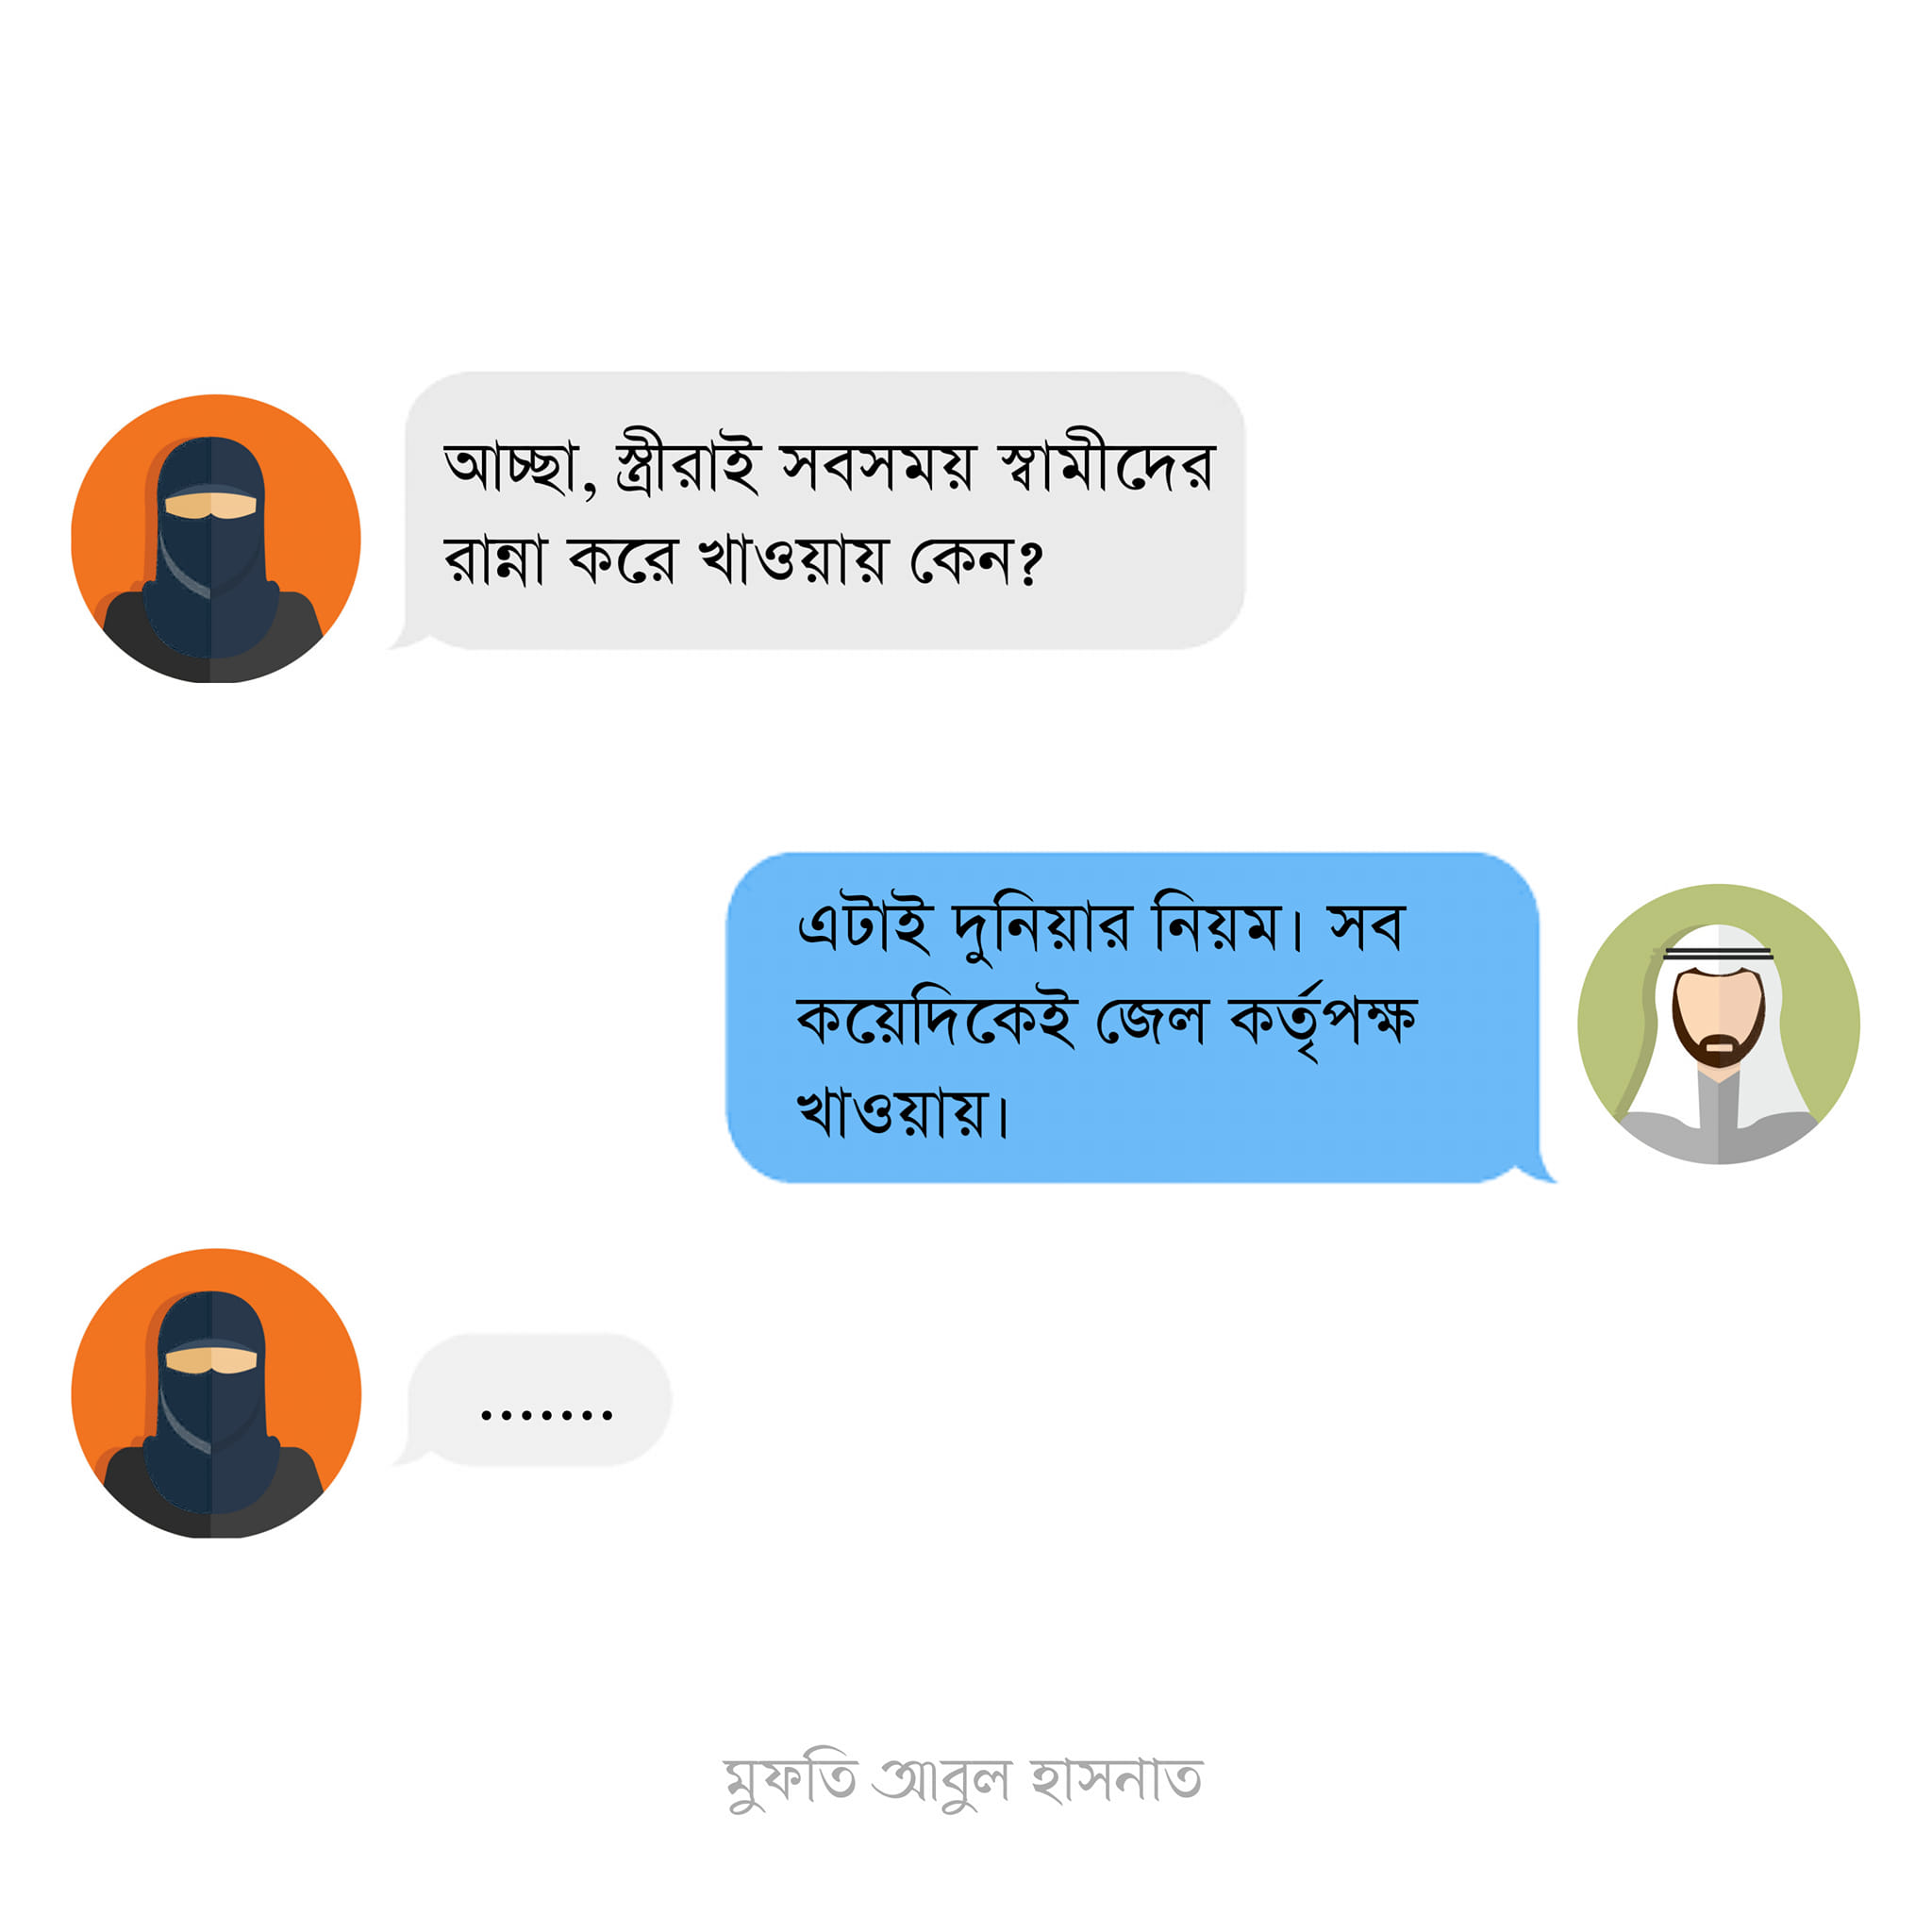 আচ্ছা, স্ত্রীরাই সবসময় স্বামীদের
রান্না করে খাওয়ায় কেন?
এটাই দুনিয়ার নিয়ম। সব
কয়েদিকেই জেল কর্তৃপক্ষ
খাওয়ায়।
.......
মুফতি আবুল হাসনাত